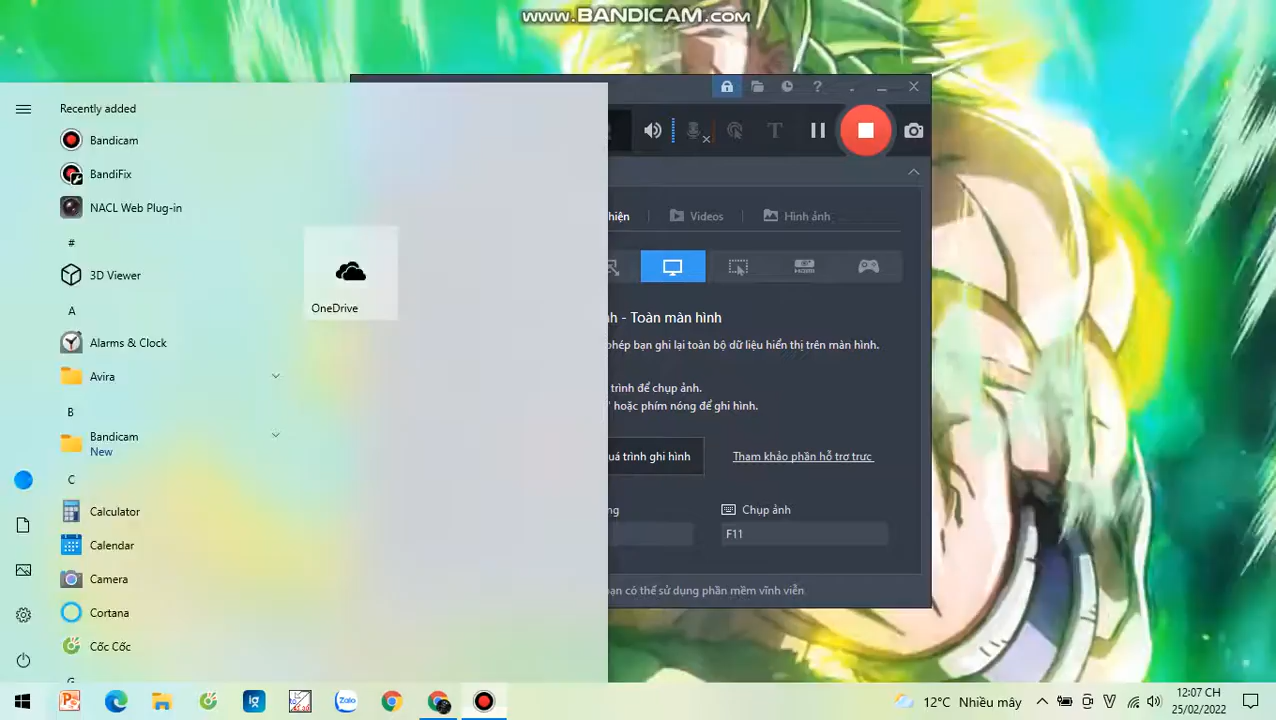 www.BANDICAM.com
Recently added
Bandicam
BandiFix
NACL Web Plug-in
#
3D Viewer
A
Alarms & Clock
Avira
B
Bandicam
New
C
Calculator
Calendar
Camera
Cortana
Cốc Cốc
OneDrive
hiện
Videos
Hình ảnh
HDMI
h - Toàn màn hình
phép bạn ghi lại toàn bộ dữ liệu hiển thị trên màn hình.
trình để chụp ảnh.
' hoặc phím nóng để ghi hình.
uá trình ghi hình
Tham khảo phần hỗ trợ trực
ng
Chụp ảnh
F11
ạn có thể sử dụng phần mềm vĩnh viễn
Zalo
12°C Nhiều mây
12:07 CH
25/02/2022